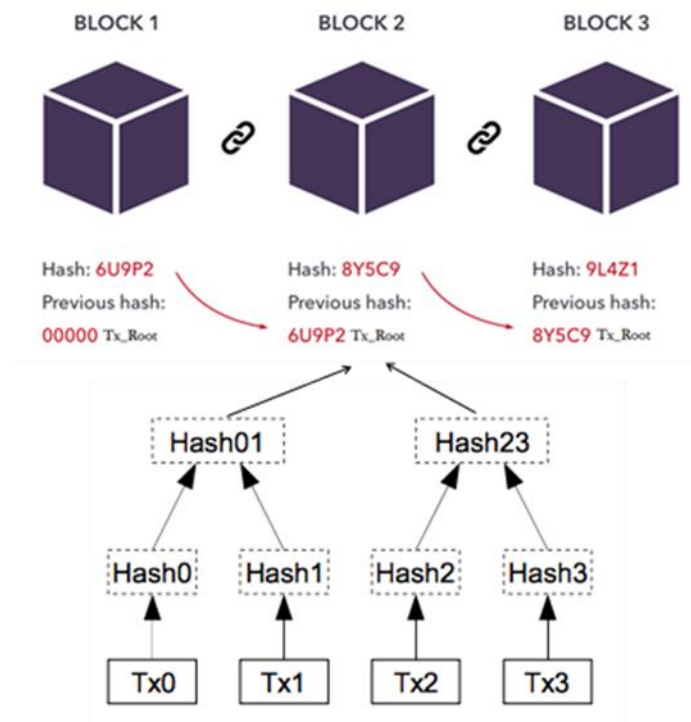 BLOCK 1
BLOCK 2
BLOCK 3
Hash: 6U9P2
Previous hash:
00000 Tx_Root
Hash: 8Y5C9
Previous hash:
6U9P2 Tx_Root
Hash: 9L4Z1
Previous hash:
8Y5C9 Tx_Root
Hash01
Hash23
Hash0
Hash1
Hash2
Hash3
Tx0
Tx1
Tx2
Tx3